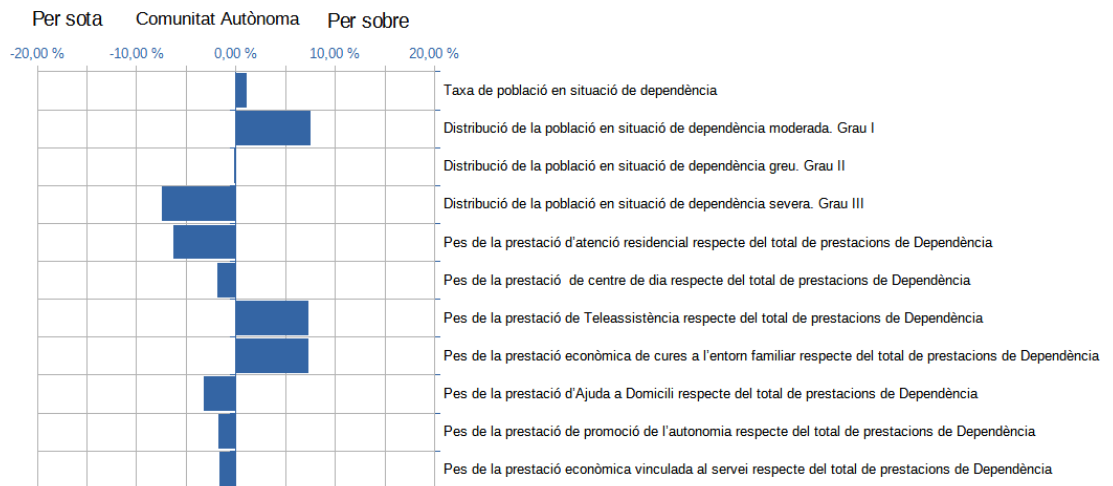 Per sota Comunitat Autònoma Per sobre
-20,00 % -10,00 % 0,00 % 10,00 % 20,00 %
Taxa de població en situació de dependència
Distribució de la població en situació de dependència moderada. Grau I
Distribució de la població en situació de dependència greu. Grau II
Distribució de la població en situació de dependència severa. Grau III
Pes de la prestació d’atenció residencial respecte del total de prestacions de Dependència
Pes de la prestació  de centre de dia respecte del total de prestacions de Dependència
Pes de la prestació de Teleassistència respecte del total de prestacions de Dependència
Pes de la prestació econòmica de cures a l’entorn familiar respecte del total de prestacions de Dependència
Pes de la prestació d’Ajuda a Domicili respecte del total de prestacions de Dependència
Pes de la prestació de promoció de l’autonomia respecte del total de prestacions de Dependència
Pes de la prestació econòmica vinculada al servei respecte del total de prestacions de Dependència